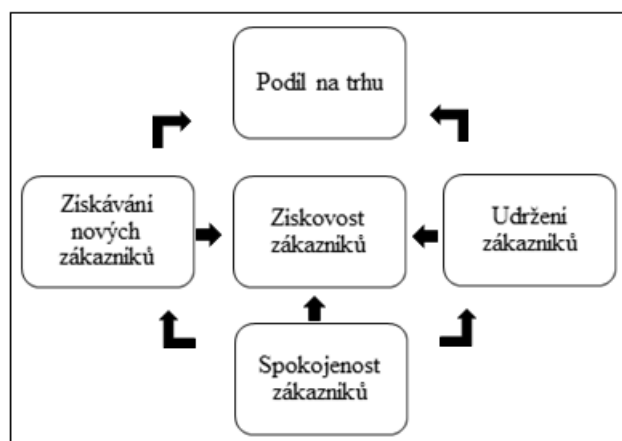 Podíl na trhu
Získávání
nových
zákazníků
Ziskovost
zákazníků
Udržení
zákazníků
Spokojenost
zákazníků